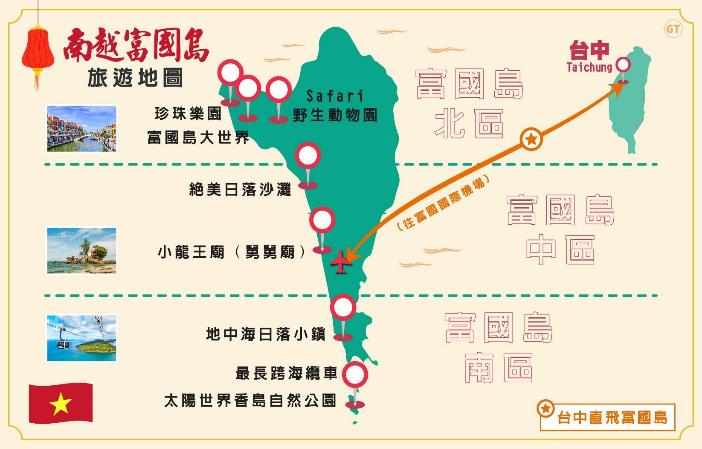 南越富國島
旅遊地圖
GT
台中
Taichung
Safari
野生動物園
珍珠樂園
富國島大世界
富國島
北區
絕美日落沙灘
(往富國國際機場)
富國島
中區
小龍王廟（舅舅廟）
地中海日落小鎮
富國島
南區
最長跨海纜車
太陽世界香島自然公園
台中直飛富國島